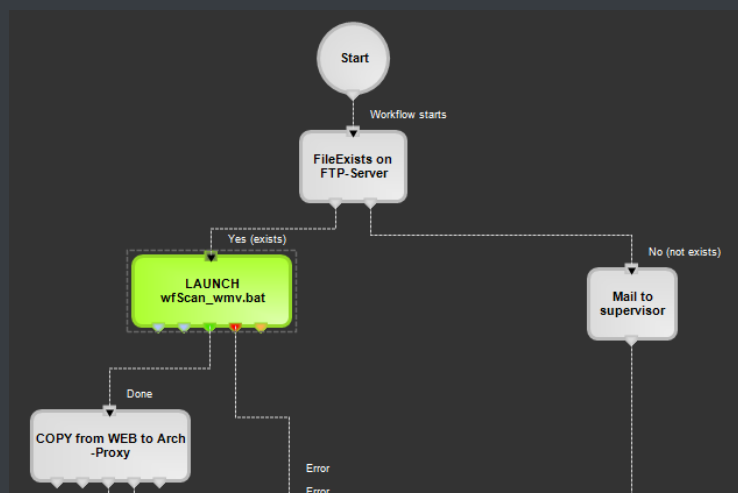 Start
Workflow starts
FileExists on
FTP-Server
Yes (exists)
No (not exists)
LAUNCH
wfScan_wmv.bat
Mail to
supervisor
Done
COPY from WEB to Arch
-Proxy
Error
Error